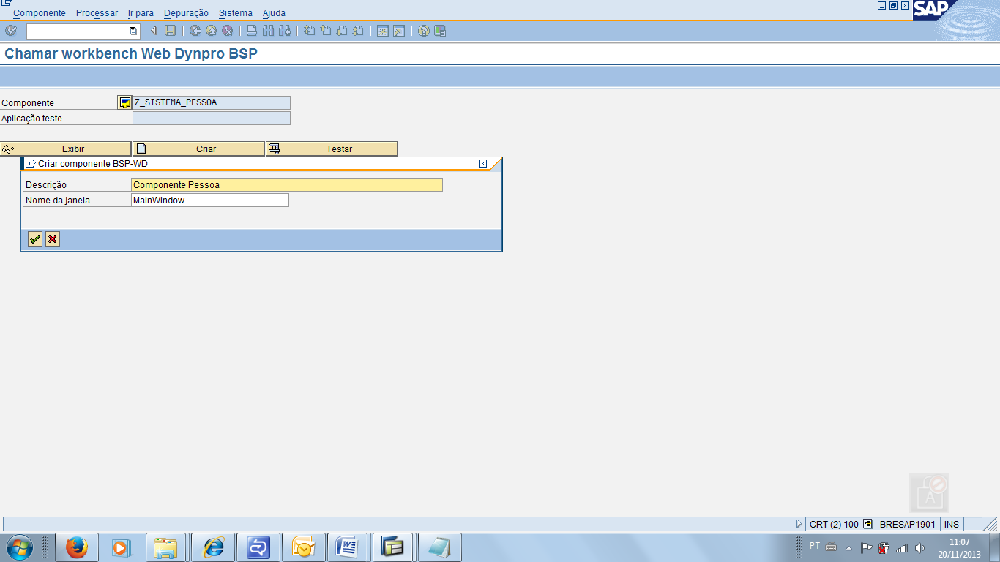 Componente Processar Ir para Depuração Sistema Ajuda
SAP
Chamar workbench Web Dynpro BSP
Componente Z_SISTEMA_PESSOA
Aplicação teste
Exibir Criar Testar
Criar componente BSP-WD
Descrição Componente Pessoa
Nome da janela MainWindow
A
CRT (2) 100 BRESAP1901 INS
PT 11:07
20/11/2013